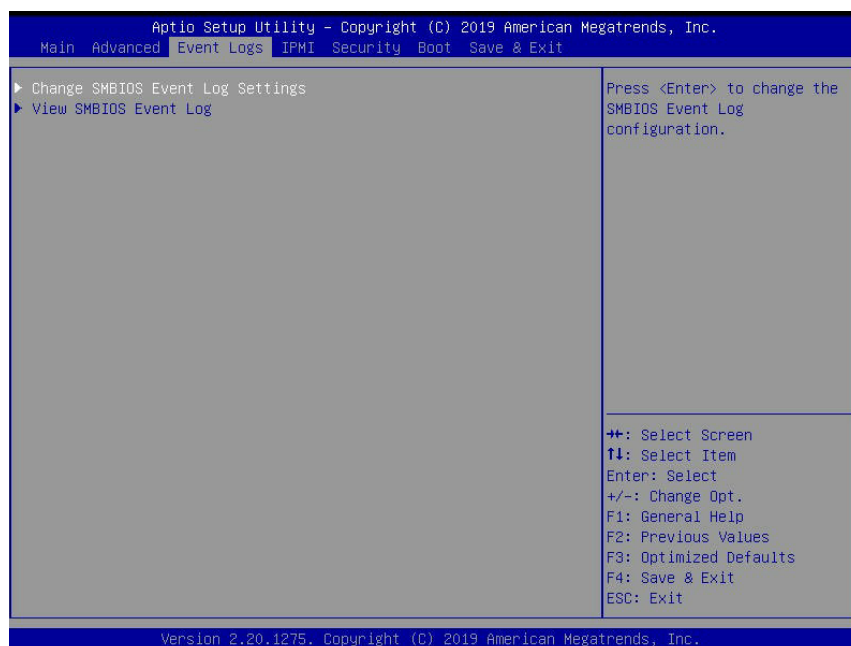 Aptio Setup Utility – Copyright (C) 2019 American Megatrends, Inc.
Main Advanced Event Logs IPMI Security Boot Save & Exit
▶ Change SMBIOS Event Log Settings
▶ View SMBIOS Event Log
Press <Enter> to change the
SMBIOS Event Log
configuration.
→←: Select Screen
↑↓: Select Item
Enter: Select
+/-: Change Opt.
F1: General Help
F2: Previous Values
F3: Optimized Defaults
F4: Save & Exit
ESC: Exit
Version 2.20.1275. Copyright (C) 2019 American Megatrends, Inc.